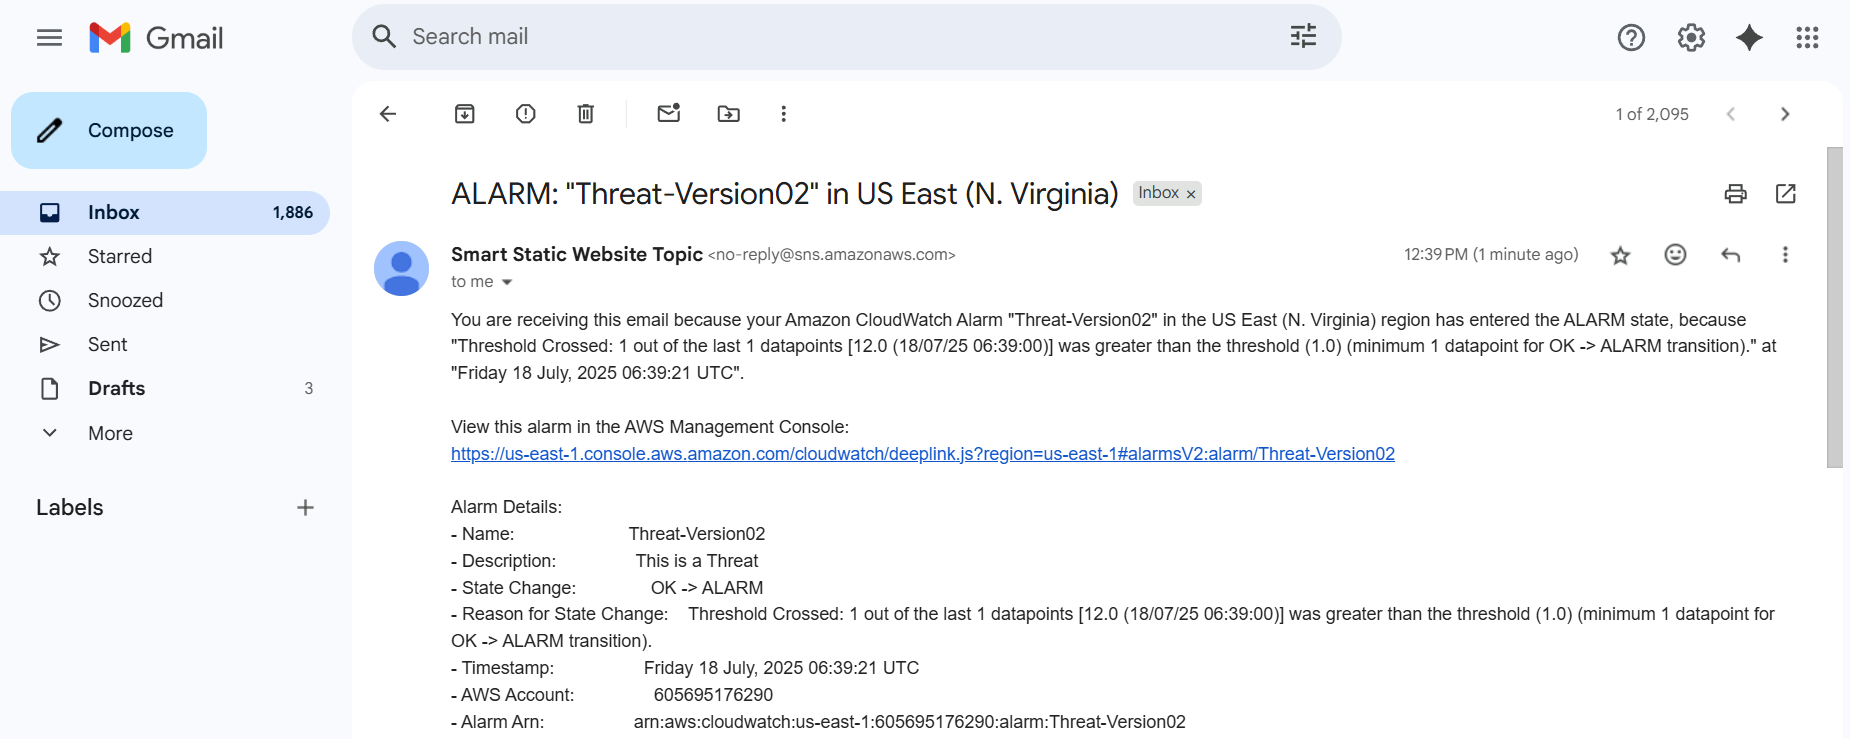 Gmail
Search mail
Compose
1 of 2,095
Inbox 1,886
Starred
Snoozed
Sent
Drafts 3
More
Labels
ALARM: "Threat-Version02" in US East (N. Virginia) Inbox x
Smart Static Website Topic <no-reply@sns.amazonaws.com> 12:39 PM (1 minute ago)
to me
You are receiving this email because your Amazon CloudWatch Alarm "Threat-Version02" in the US East (N. Virginia) region has entered the ALARM state, because
"Threshold Crossed: 1 out of the last 1 datapoints [12.0 (18/07/25 06:39:00)] was greater than the threshold (1.0) (minimum 1 datapoint for OK -> ALARM transition)." at
"Friday 18 July, 2025 06:39:21 UTC".
View this alarm in the AWS Management Console:
https://us-east-1.console.aws.amazon.com/cloudwatch/deeplink.js?region=us-east-1#alarmsV2:alarm/Threat-Version02
Alarm Details:
- Name: Threat-Version02
- Description: This is a Threat
- State Change: OK -> ALARM
- Reason for State Change: Threshold Crossed: 1 out of the last 1 datapoints [12.0 (18/07/25 06:39:00)] was greater than the threshold (1.0) (minimum 1 datapoint for
OK -> ALARM transition).
- Timestamp: Friday 18 July, 2025 06:39:21 UTC
- AWS Account: 605695176290
- Alarm Arn: arn:aws:cloudwatch:us-east-1:605695176290:alarm:Threat-Version02